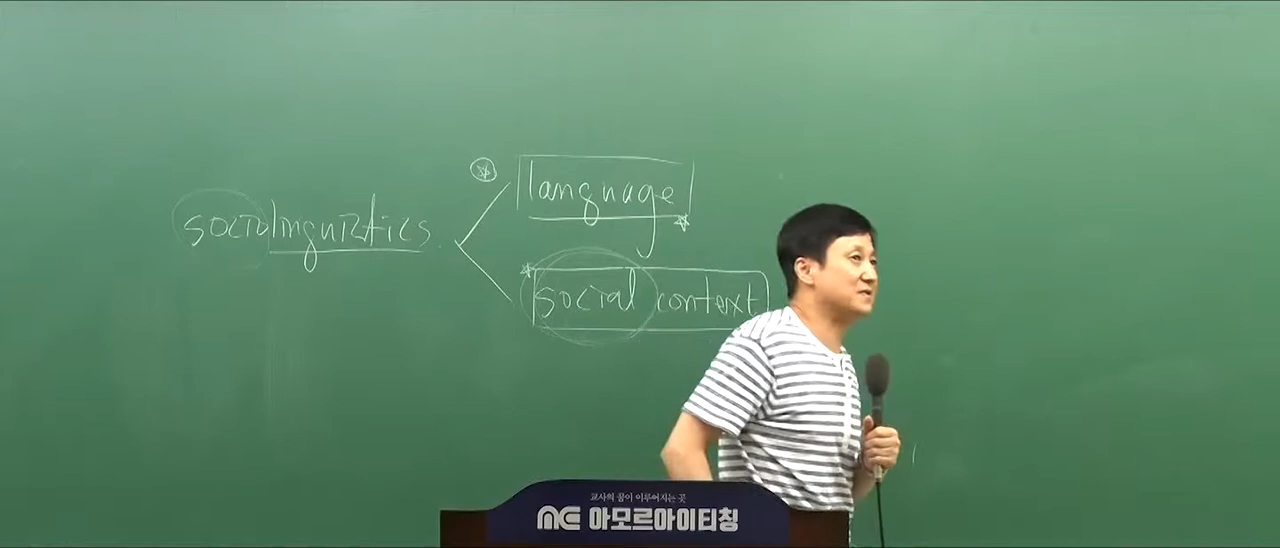 language
sociolinguistics
social context
교사의 꿈이 이루어지는 곳
아모르이티칭